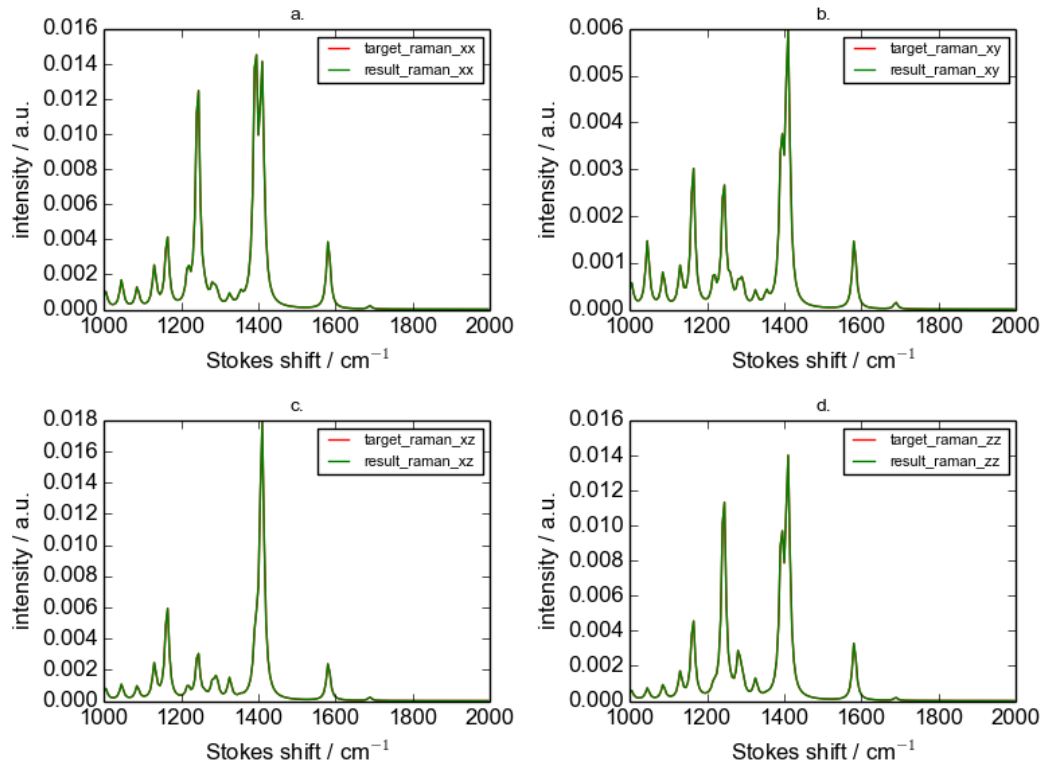 a.
0.016
0.014
0.012
0.010
0.008
0.006
0.004
0.002
0.000
intensity / a.u.
target_raman_xx
result_raman_xx
1000 1200 1400 1600 1800 2000
Stokes shift / cm⁻¹
b.
0.006
0.005
0.004
0.003
0.002
0.001
0.000
intensity / a.u.
target_raman_xy
result_raman_xy
1000 1200 1400 1600 1800 2000
Stokes shift / cm⁻¹
c.
0.018
0.016
0.014
0.012
0.010
0.008
0.006
0.004
0.002
0.000
intensity / a.u.
target_raman_xz
result_raman_xz
1000 1200 1400 1600 1800 2000
Stokes shift / cm⁻¹
d.
0.016
0.014
0.012
0.010
0.008
0.006
0.004
0.002
0.000
intensity / a.u.
target_raman_zz
result_raman_zz
1000 1200 1400 1600 1800 2000
Stokes shift / cm⁻¹